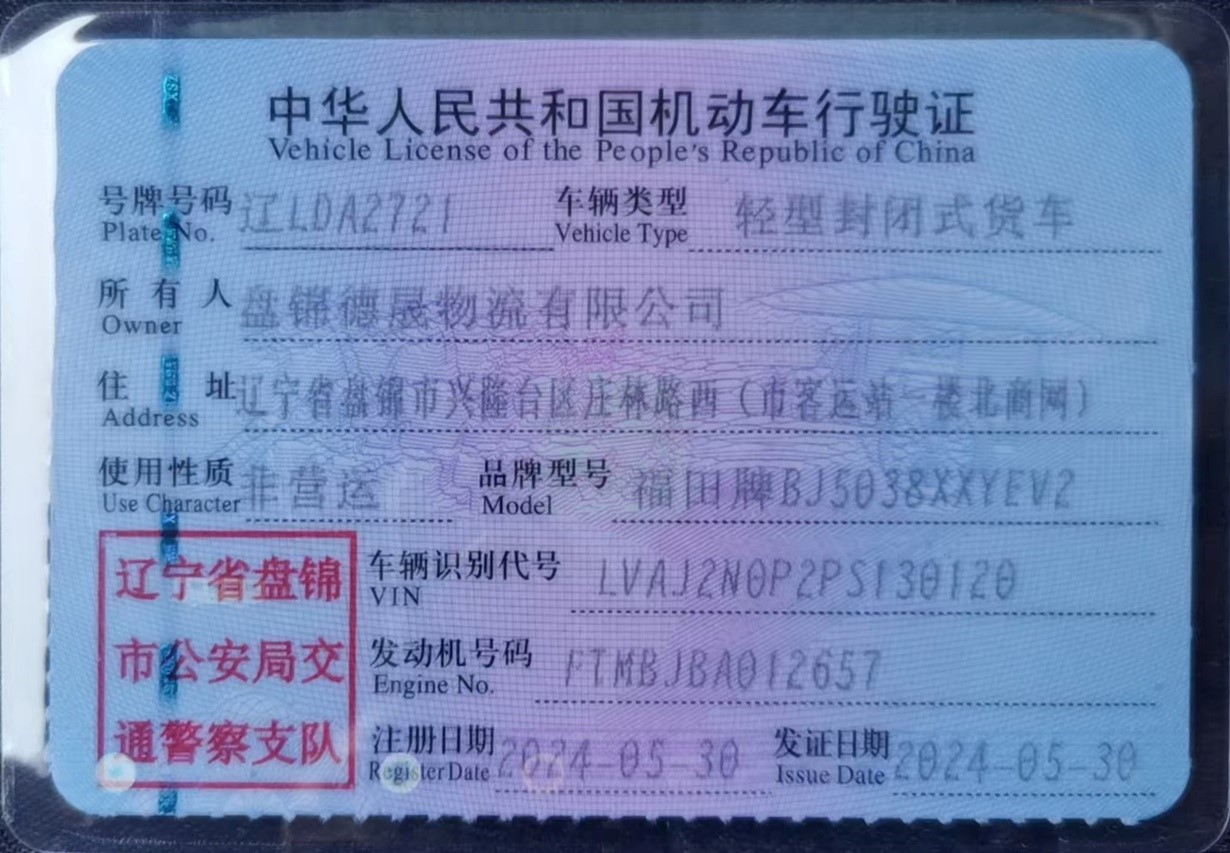 中华人民共和国机动车行驶证
Vehicle License of the People's Republic of China
号牌号码 辽LDA2721 车辆类型 轻型封闭式货车
Plate No. Vehicle Type
所有人 盘锦德晟物流有限公司
Owner
住址 辽宁省盘锦市兴隆台区庄林路西（市客运站一楼北商网）
Address
使用性质 非营运 品牌型号 福田牌BJ5038XXYEV2
Use Character Model
辽宁省盘锦
市公安局交
通警察支队
车辆识别代号 LVAJ2N0P2PS130120
VIN
发动机号码 FTMBJBA012657
Engine No.
注册日期 2024-05-30 发证日期 2024-05-30
Register Date Issue Date